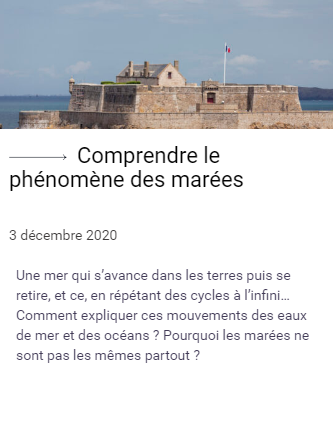 Comprendre le
phénomène des marées
3 décembre 2020
Une mer qui s’avance dans les terres puis se
retire, et ce, en répétant des cycles à l’infini…
Comment expliquer ces mouvements des eaux
de mer et des océans ? Pourquoi les marées ne
sont pas les mêmes partout ?